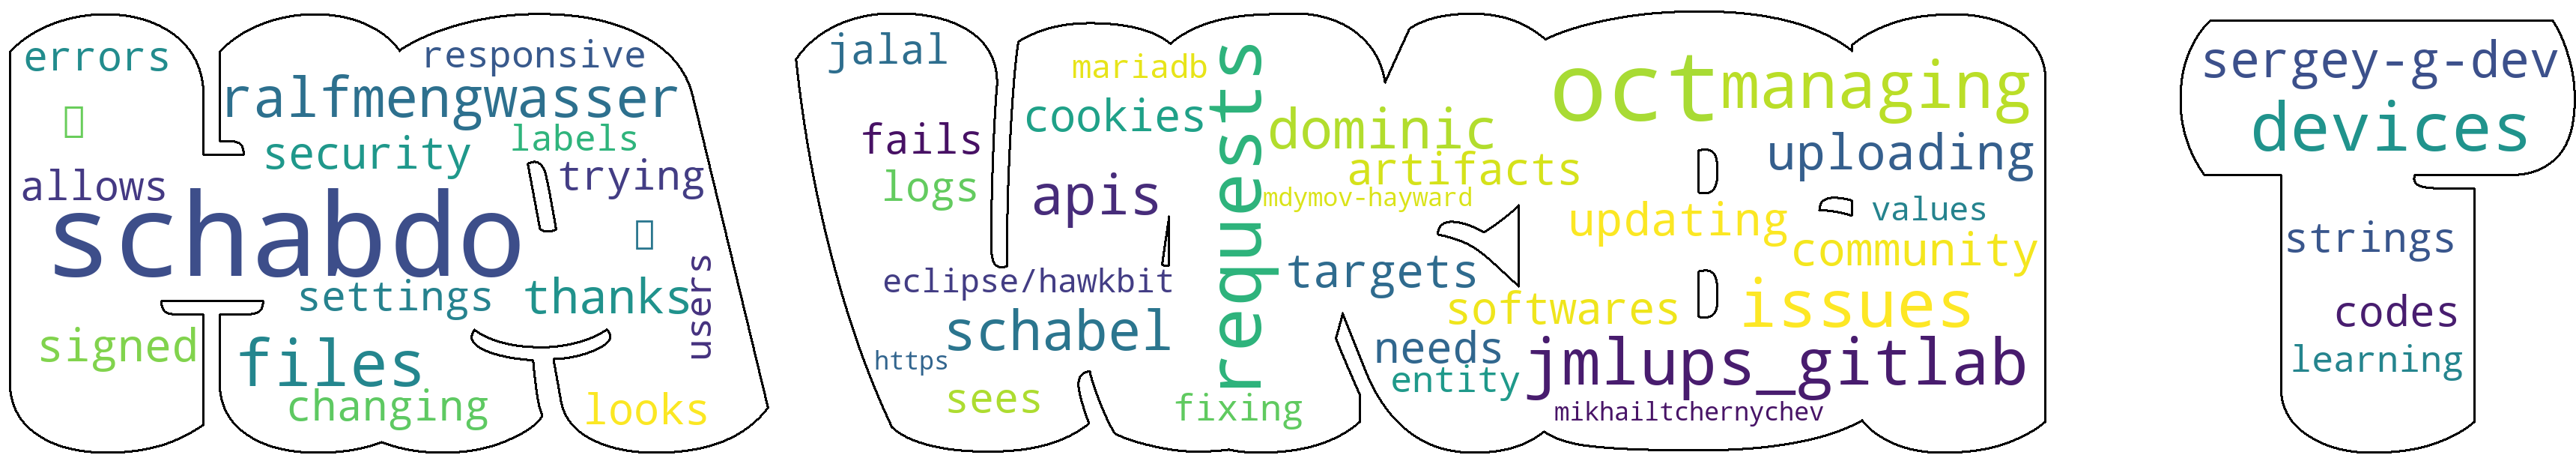 errors
responsive
ralfmengwasser
labels
security
trying
allows
schabdo
users
settings
thanks
signed
files
changing
looks
jalal
mariadb
cookies
fails
logs
apis
requests
eclipse/hawkbit
schabel
https
sees
fixing
dominic
artifacts
mdymov-hayward
oct
managing
uploading
values
updating
community
targets
softwares
issues
needs
entity
jmlups_gitlab
mikhailtchernychev
sergey-g-dev
devices
strings
codes
learning